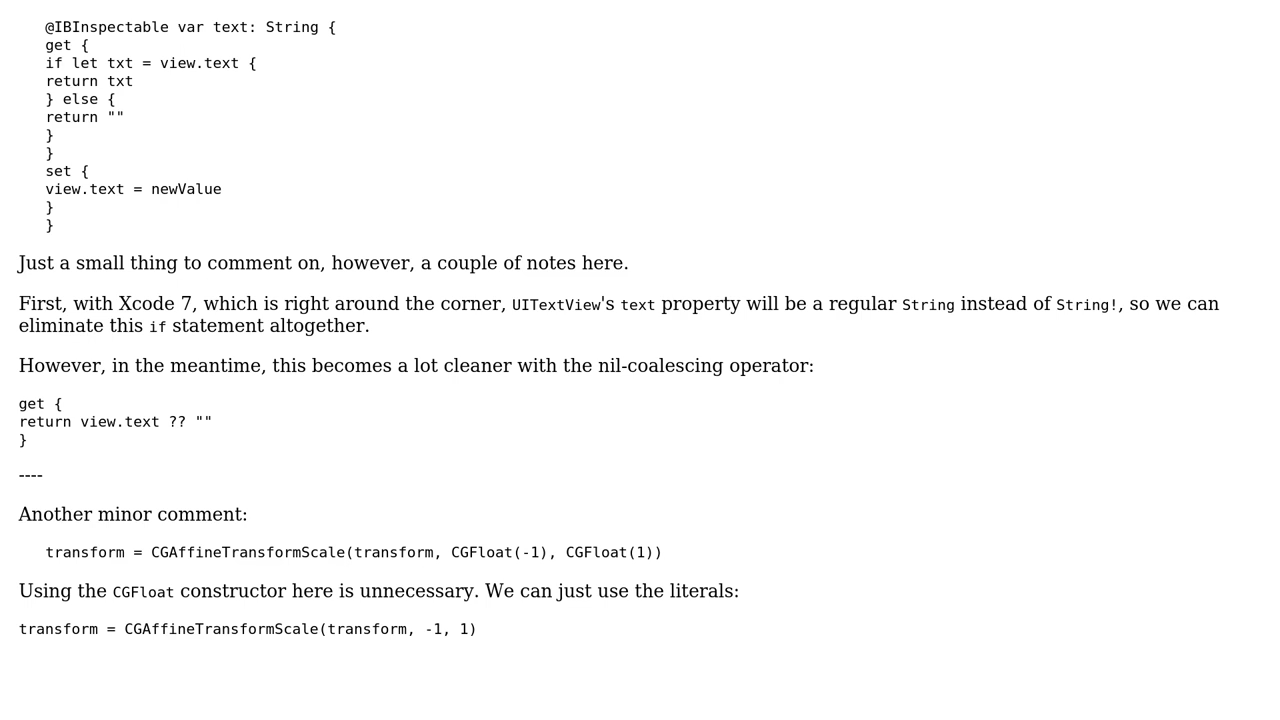 @IBInspectable var text: String {
get {
if let txt = view.text {
return txt
} else {
return ""
}
}
set {
view.text = newValue
}
}
Just a small thing to comment on, however, a couple of notes here.
First, with Xcode 7, which is right around the corner, UITextView's text property will be a regular String instead of String!, so we can
eliminate this if statement altogether.
However, in the meantime, this becomes a lot cleaner with the nil-coalescing operator:
get {
return view.text ?? ""
}
----
Another minor comment:
transform = CGAffineTransformScale(transform, CGFloat(-1), CGFloat(1))
Using the CGFloat constructor here is unnecessary. We can just use the literals:
transform = CGAffineTransformScale(transform, -1, 1)